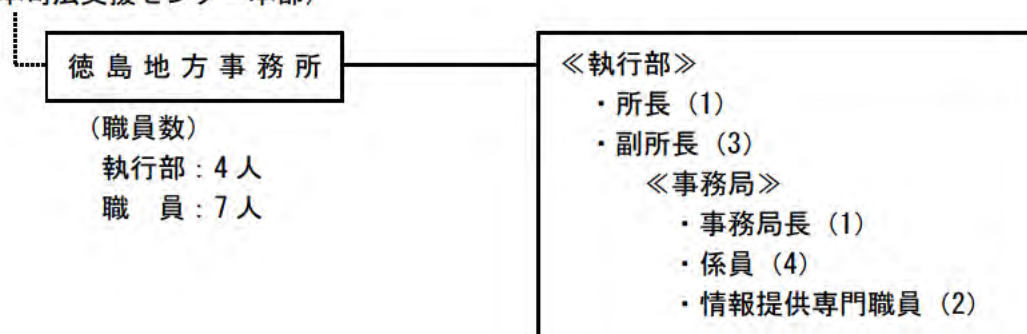 徳島地方事務所
（職員数）
執行部：4人
職　員：7人
≪執行部≫
・所長（1）
・副所長（3）
≪事務局≫
・事務局長（1）
・係員（4）
・情報提供専門職員（2）